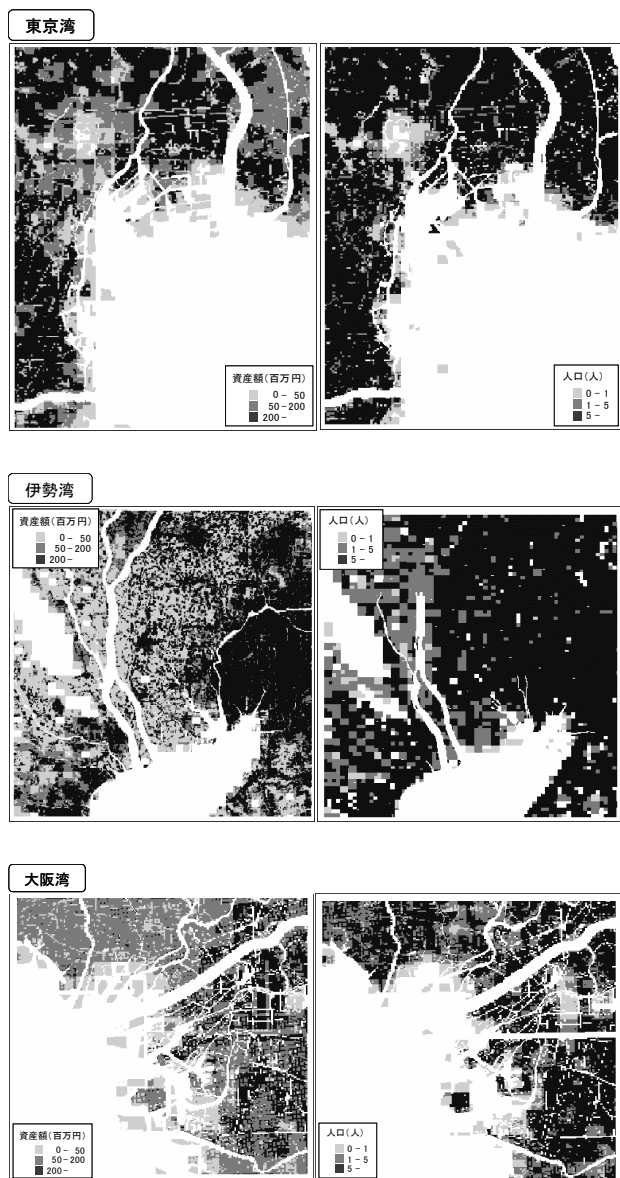 東京湾
資産額(百万円)
0- 50
50-200
200-
人口(人)
0-1
1-5
5-
伊勢湾
資産額(百万円)
0- 50
50-200
200-
人口(人)
0-1
1-5
5-
大阪湾
資産額(百万円)
0- 50
50-200
200-
人口(人)
0-1
1-5
5-